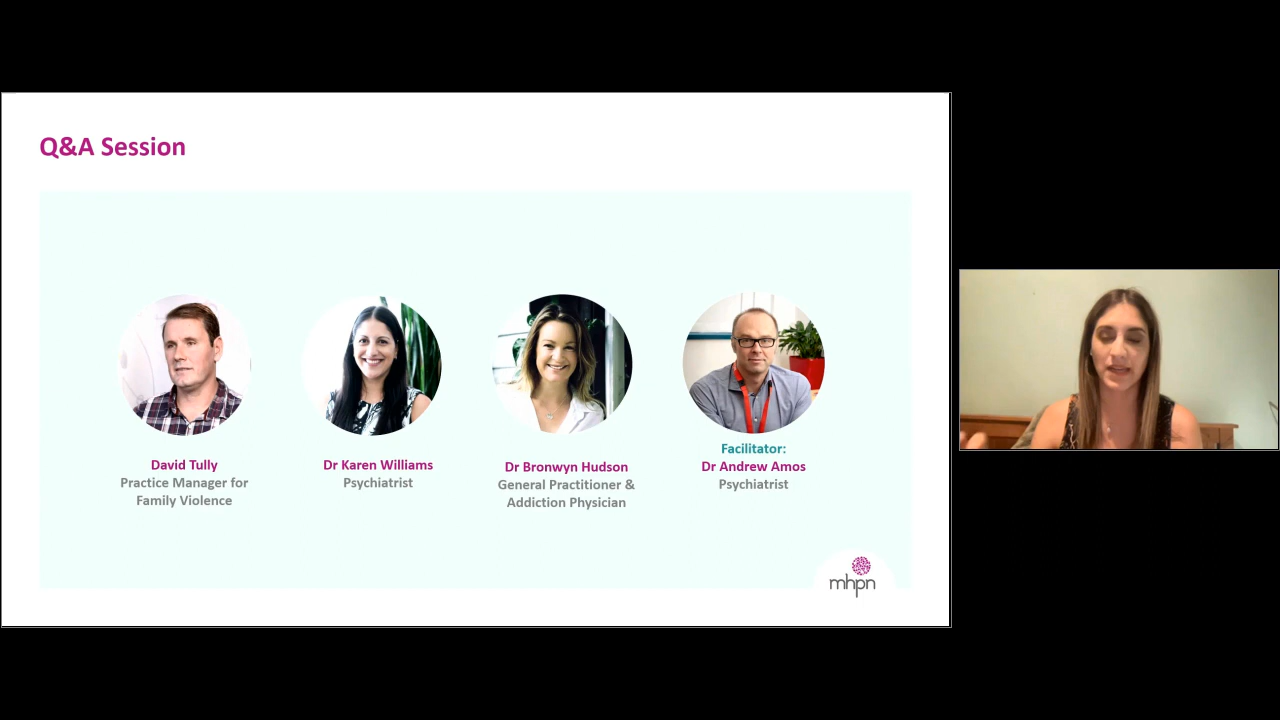 Q&A Session
David Tully
Practice Manager for
Family Violence
Dr Karen Williams
Psychiatrist
Dr Bronwyn Hudson
General Practitioner &
Addiction Physician
Facilitator:
Dr Andrew Amos
Psychiatrist
mhpn